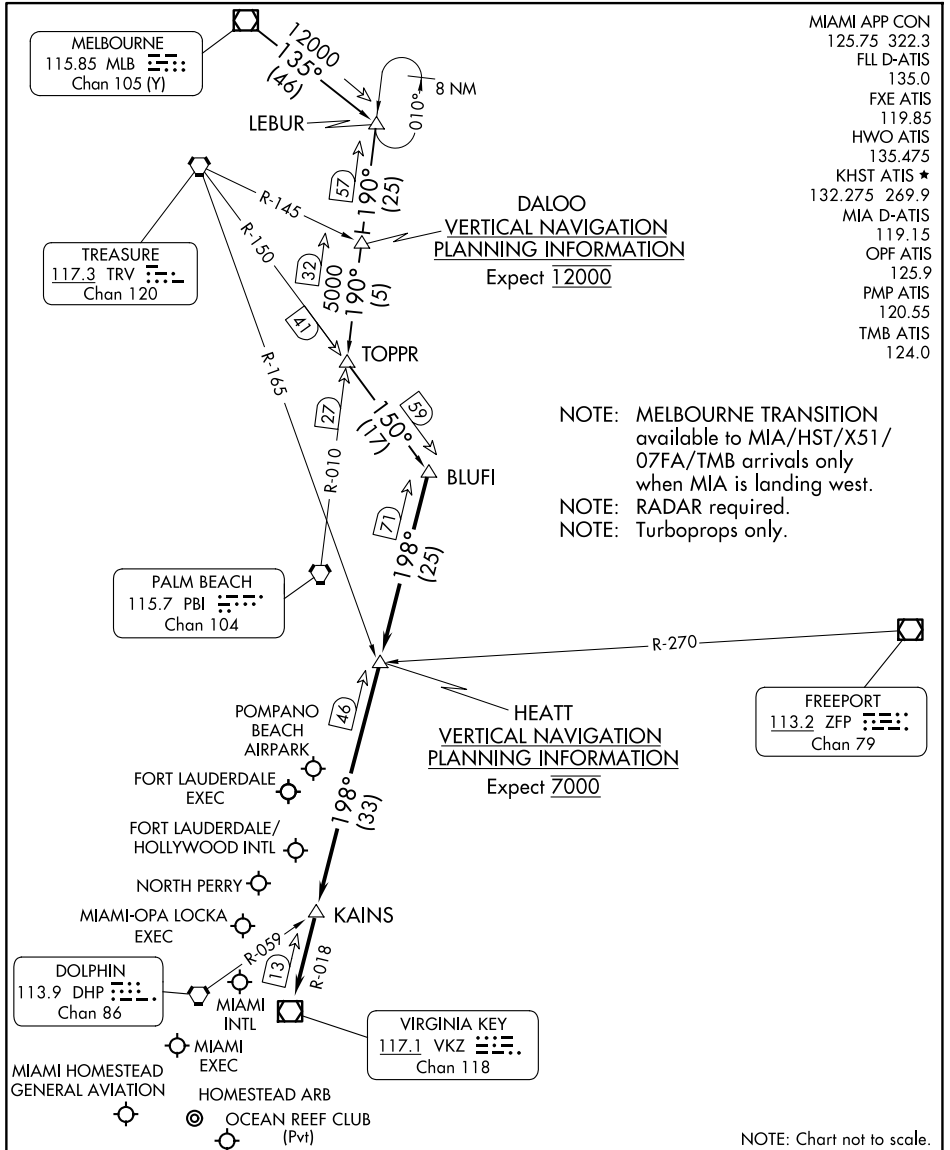 MIAMI APP CON
125.75 322.3
FLL D-ATIS
135.0
FXE ATIS
119.85
HWO ATIS
135.475
KHST ATIS ★
132.275 269.9
MIA D-ATIS
119.15
OPF ATIS
125.9
PMP ATIS
120.55
TMB ATIS
124.0
MELBOURNE
115.85 MLB
Chan 105 (Y)
12000
135°
(46)
8 NM
010°
LEBUR
57
190°
(25)
TREASURE
117.3 TRV
Chan 120
R-145
R-150
R-165
DALOO
VERTICAL NAVIGATION
PLANNING INFORMATION
Expect 12000
32
5000
190°
(5)
41
TOPPR
27
R-010
150°
(17)
59
BLUFI
71
198°
(25)
NOTE: MELBOURNE TRANSITION
available to MIA/HST/X51/
07FA/TMB arrivals only
when MIA is landing west.
NOTE: RADAR required.
NOTE: Turboprops only.
PALM BEACH
115.7 PBI
Chan 104
R-270
FREEPORT
113.2 ZFP
Chan 79
46
HEATT
VERTICAL NAVIGATION
PLANNING INFORMATION
Expect 7000
POMPANO
BEACH
AIRPARK
FORT LAUDERDALE
EXEC
198°
(33)
FORT LAUDERDALE/
HOLLYWOOD INTL
NORTH PERRY
MIAMI-OPA LOCKA
EXEC
KAINS
R-059
13
R-018
DOLPHIN
113.9 DHP
Chan 86
MIAMI
INTL
VIRGINIA KEY
117.1 VKZ
Chan 118
MIAMI
EXEC
MIAMI HOMESTEAD
GENERAL AVIATION
HOMESTEAD ARB
OCEAN REEF CLUB
(Pvt)
NOTE: Chart not to scale.